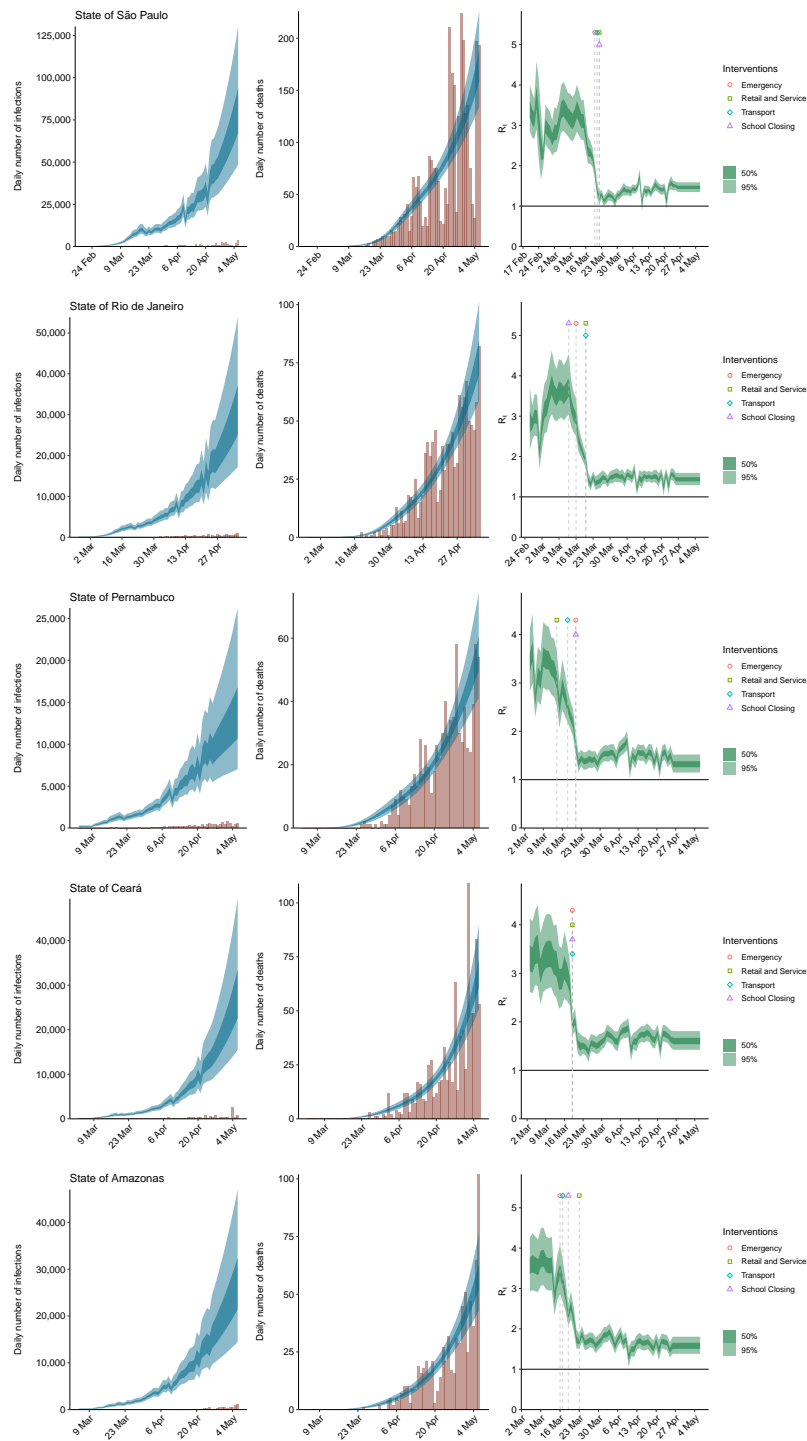 State of São Paulo
Daily number of infections
125,000
100,000
75,000
50,000
25,000
0
24 Feb
9 Mar
23 Mar
6 Apr
20 Apr
4 May
Daily number of deaths
200
150
100
50
0
24 Feb
9 Mar
23 Mar
6 Apr
20 Apr
4 May
Rt
5
4
3
2
1
0
17 Feb
24 Feb
2 Mar
9 Mar
16 Mar
23 Mar
30 Mar
6 Apr
13 Apr
20 Apr
27 Apr
4 May
Interventions
Emergency
Retail and Service
Transport
School Closing
50%
95%
State of Rio de Janeiro
Daily number of infections
50,000
40,000
30,000
20,000
10,000
0
2 Mar
16 Mar
30 Mar
13 Apr
27 Apr
Daily number of deaths
100
75
50
25
0
2 Mar
16 Mar
30 Mar
13 Apr
27 Apr
Rt
5
4
3
2
1
0
24 Feb
2 Mar
9 Mar
16 Mar
23 Mar
30 Mar
6 Apr
13 Apr
20 Apr
27 Apr
4 May
Interventions
Emergency
Retail and Service
Transport
School Closing
50%
95%
State of Pernambuco
Daily number of infections
25,000
20,000
15,000
10,000
5,000
0
9 Mar
23 Mar
6 Apr
20 Apr
4 May
Daily number of deaths
60
40
20
0
9 Mar
23 Mar
6 Apr
20 Apr
4 May
Rt
4
3
2
1
0
2 Mar
9 Mar
16 Mar
23 Mar
30 Mar
6 Apr
13 Apr
20 Apr
27 Apr
4 May
Interventions
Emergency
Retail and Service
Transport
School Closing
50%
95%
State of Ceará
Daily number of infections
40,000
30,000
20,000
10,000
0
9 Mar
23 Mar
6 Apr
20 Apr
4 May
Daily number of deaths
100
75
50
25
0
9 Mar
23 Mar
6 Apr
20 Apr
4 May
Rt
4
3
2
1
0
2 Mar
9 Mar
16 Mar
23 Mar
30 Mar
6 Apr
13 Apr
20 Apr
27 Apr
4 May
Interventions
Emergency
Retail and Service
Transport
School Closing
50%
95%
State of Amazonas
Daily number of infections
40,000
30,000
20,000
10,000
0
9 Mar
23 Mar
6 Apr
20 Apr
4 May
Daily number of deaths
100
75
50
25
0
9 Mar
23 Mar
6 Apr
20 Apr
4 May
Rt
5
4
3
2
1
0
2 Mar
9 Mar
16 Mar
23 Mar
30 Mar
6 Apr
13 Apr
20 Apr
27 Apr
4 May
Interventions
Emergency
Retail and Service
Transport
School Closing
50%
95%